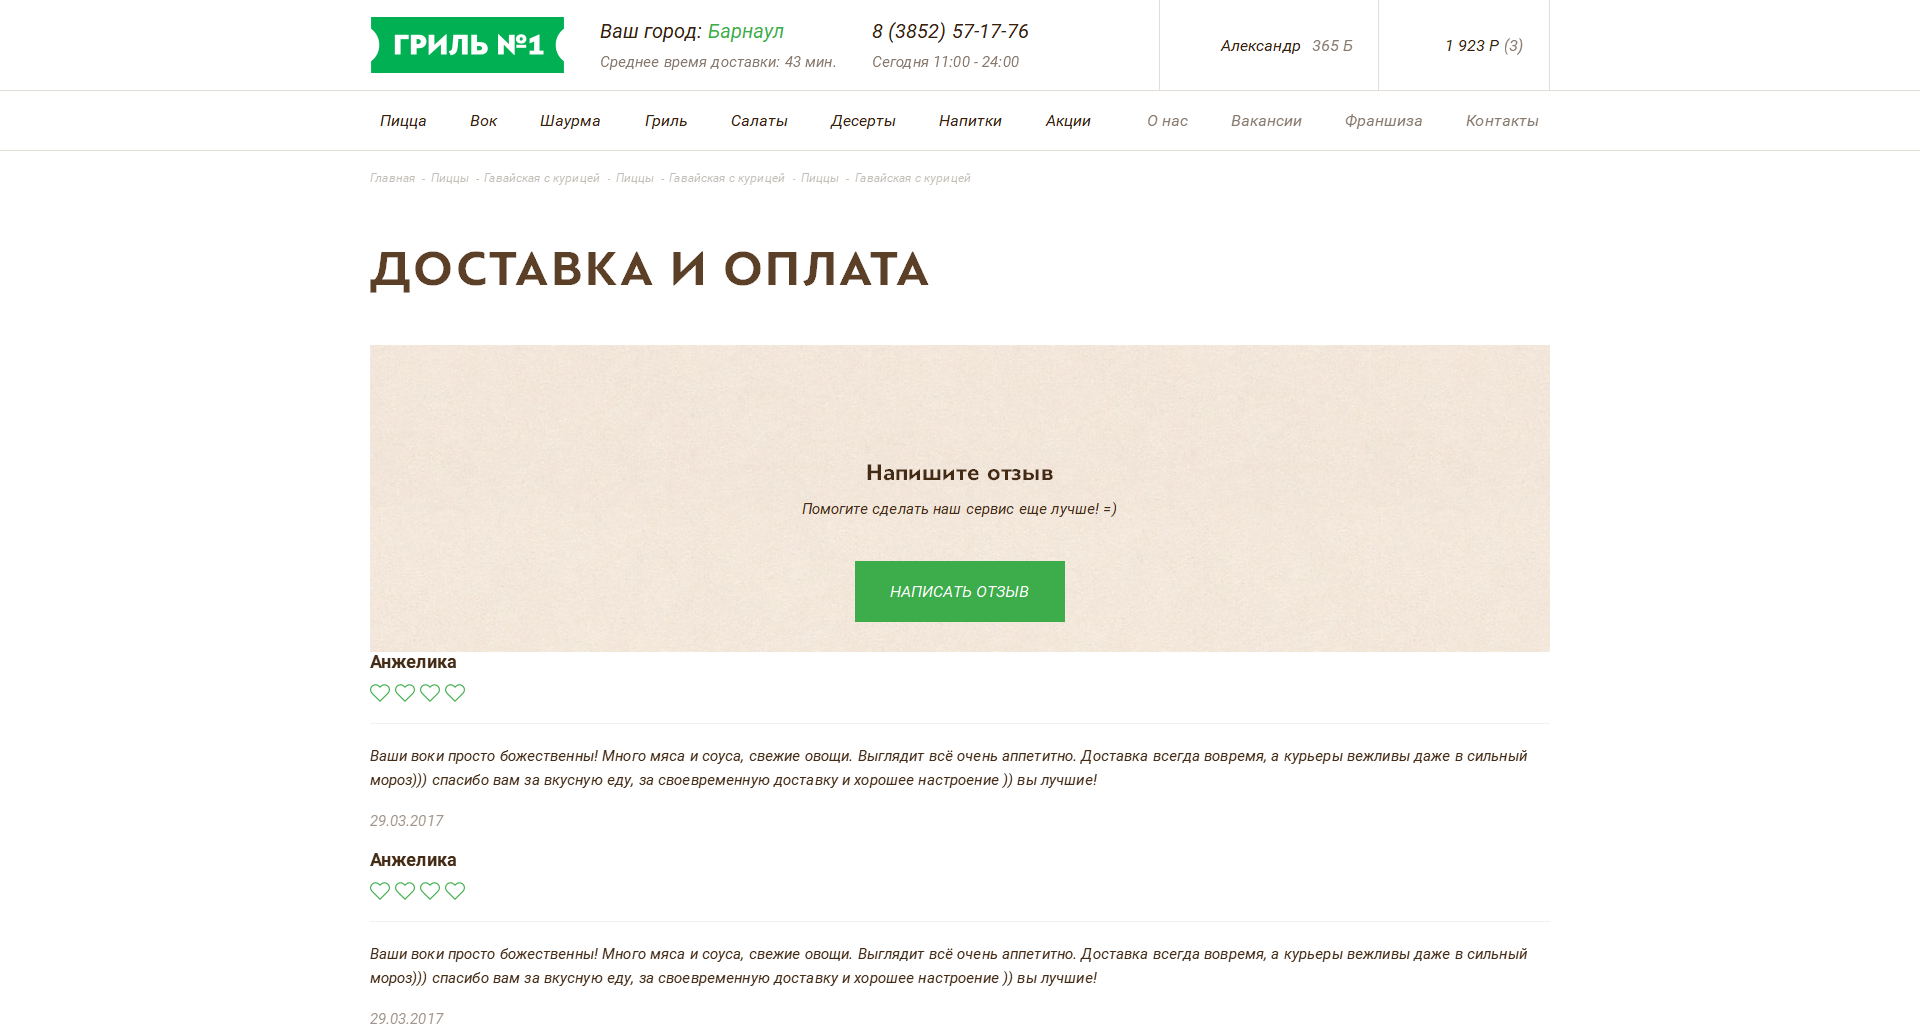 ГРИЛЬ №1
Ваш город: Барнаул
Среднее время доставки: 43 мин.
8 (3852) 57-17-76
Сегодня 11:00 - 24:00
Александр 365 Б
1 923 Р (3)
Пицца Вок Шаурма Гриль Салаты Десерты Напитки Акции О нас Вакансии Франшиза Контакты
Главная - Пиццы - Гавайская с курицей - Пиццы - Гавайская с курицей - Пиццы - Гавайская с курицей
ДОСТАВКА И ОПЛАТА
Напишите отзыв
Помогите сделать наш сервис еще лучше! =)
НАПИСАТЬ ОТЗЫВ
Анжелика
Ваши воки просто божественны! Много мяса и соуса, свежие овощи. Выглядит всё очень аппетитно. Доставка всегда вовремя, а курьеры вежливы даже в сильный
мороз))) спасибо вам за вкусную еду, за своевременную доставку и хорошее настроение )) вы лучшие!
29.03.2017
Анжелика
Ваши воки просто божественны! Много мяса и соуса, свежие овощи. Выглядит всё очень аппетитно. Доставка всегда вовремя, а курьеры вежливы даже в сильный
мороз))) спасибо вам за вкусную еду, за своевременную доставку и хорошее настроение )) вы лучшие!
29.03.2017